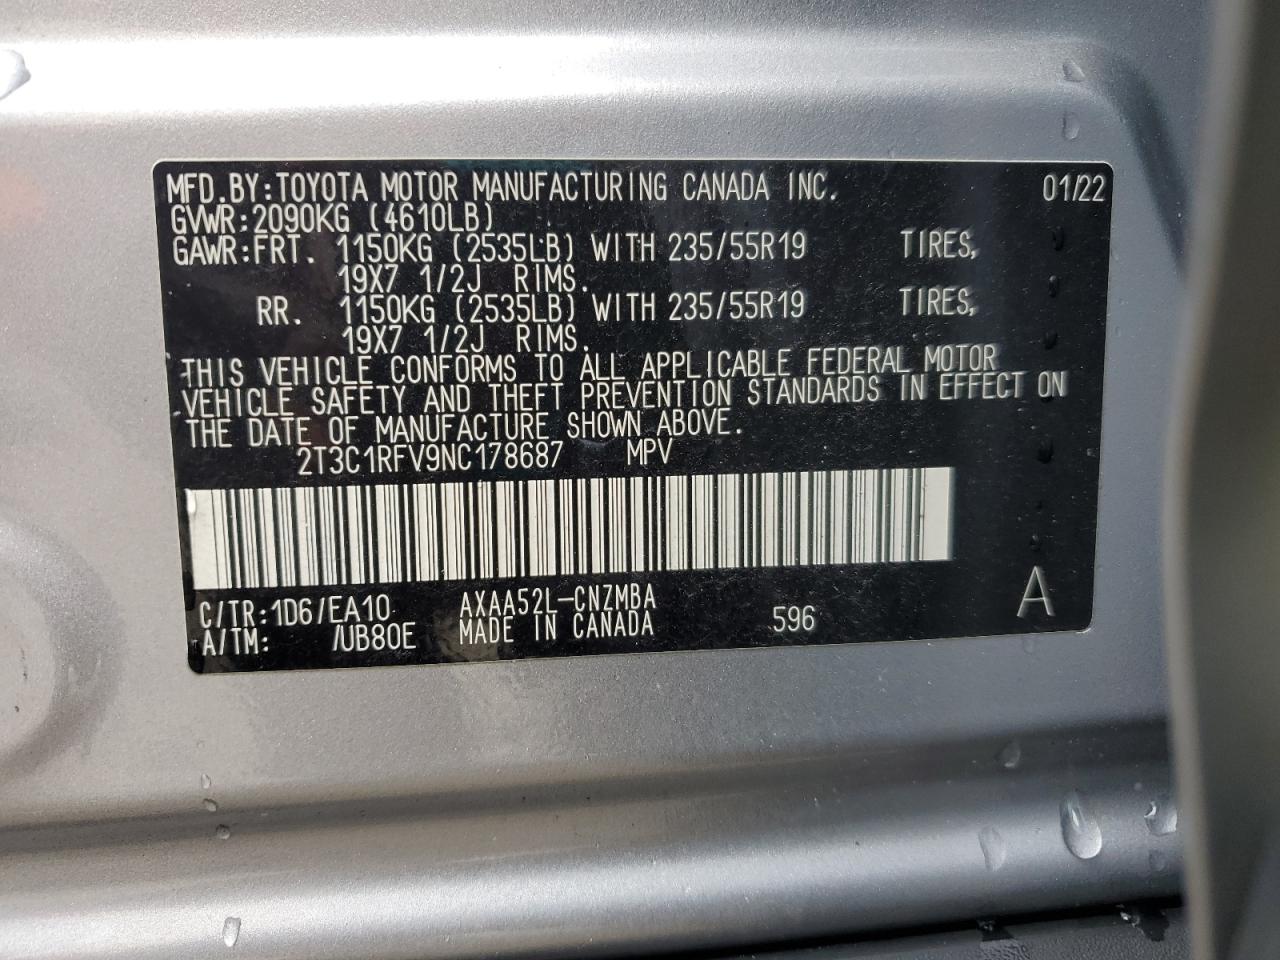 MFD.BY:TOYOTA MOTOR MANUFACTURING CANADA INC. 01/22
GVWR:2090KG (4610LB)
GAWR:FRT. 1150KG (2535LB) WITH 235/55R19 TIRES,
19X7 1/2J RIMS.
RR. 1150KG (2535LB) WITH 235/55R19 TIRES,
19X7 1/2J RIMS.
THIS VEHICLE CONFORMS TO ALL APPLICABLE FEDERAL MOTOR
VEHICLE SAFETY AND THEFT PREVENTION STANDARDS IN EFFECT ON
THE DATE OF MANUFACTURE SHOWN ABOVE.
2T3C1RFV9NC178687 MPV
C/TR:1D6/EA10 AXAA52L-CNZMBA 596 A
A/TM: /UB80E MADE IN CANADA